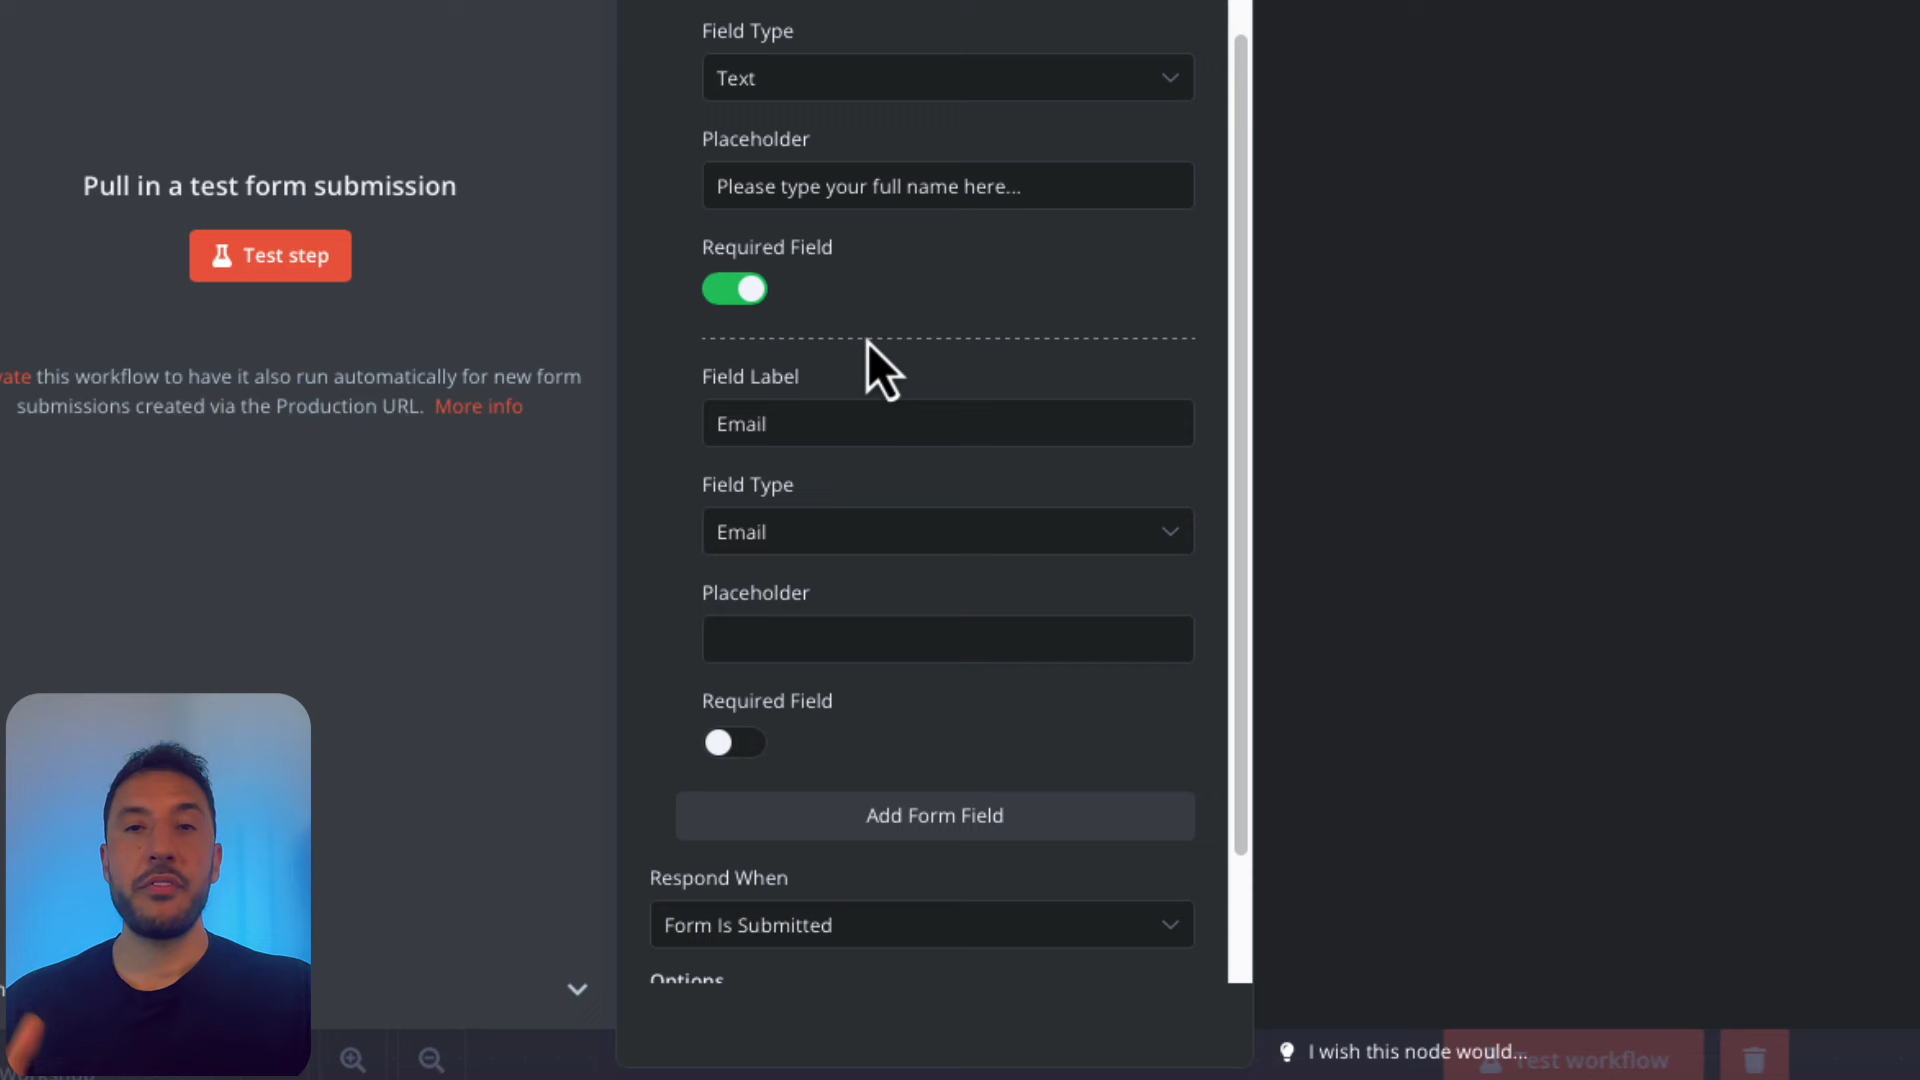 Field Type
Text
Placeholder
Please type your full name here...
Required Field
Field Label
Email
Field Type
Email
Placeholder
Required Field
Add Form Field
Respond When
Form Is Submitted
Options
Pull in a test form submission
Test step
vate this workflow to have it also run automatically for new form
submissions created via the Production URL. More info
I wish this node would...
Test workflow